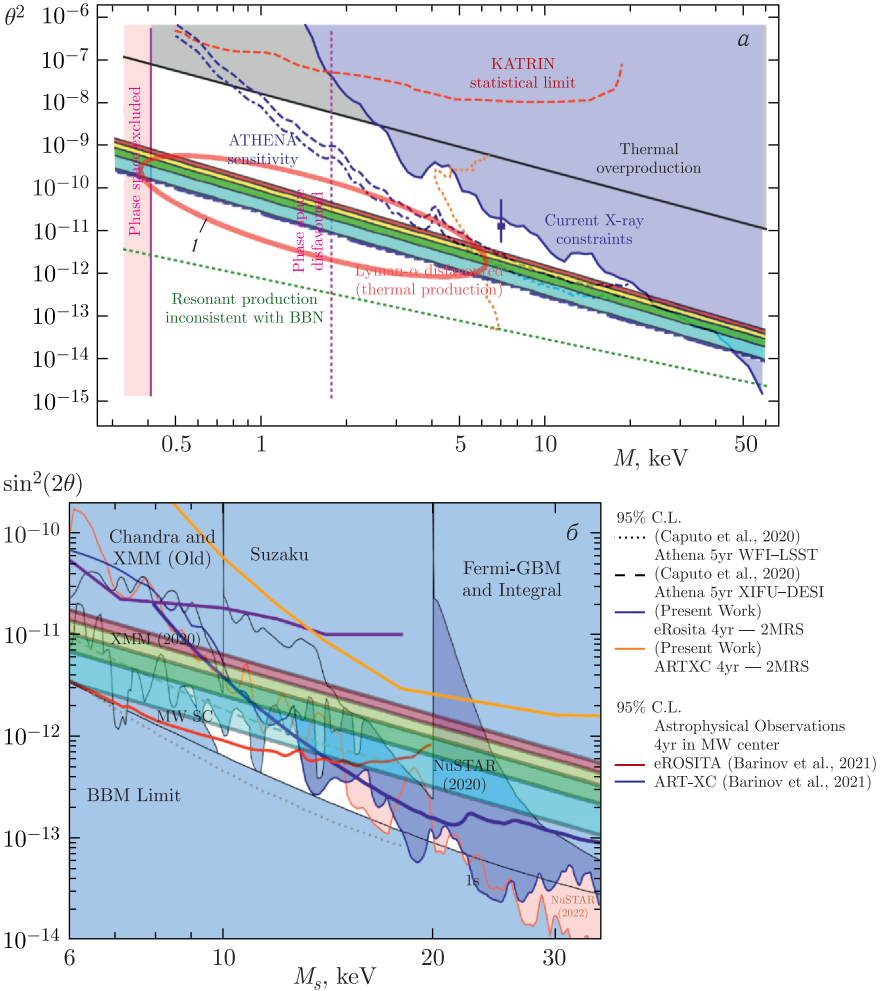 θ²
10⁻⁶
10⁻⁷
10⁻⁸
10⁻⁹
10⁻¹⁰
10⁻¹¹
10⁻¹²
10⁻¹³
10⁻¹⁴
10⁻¹⁵
a
KATRIN
statistical limit
Thermal
overproduction
Phase space excluded
ATHENA
sensitivity
Phase space
disfavoured
Current X-ray
constraints
1
Lyman-α disfavoured
(thermal production)
Resonant production
inconsistent with BBN
0.5
1
5
10
50
M, keV
sin²(2θ)
10⁻¹⁰
10⁻¹¹
10⁻¹²
10⁻¹³
10⁻¹⁴
б
Chandra and
XMM (Old)
Suzaku
Fermi-GBM
and Integral
XMM (2020)
MW SC
NuSTAR
(2020)
BBM Limit
1s
NuSTAR
(2022)
6
10
20
30
Mₛ, keV
95% C.L.
(Caputo et al., 2020)
Athena 5yr WFI–LSST
(Caputo et al., 2020)
Athena 5yr XIFU–DESI
(Present Work)
eRosita 4yr — 2MRS
(Present Work)
ARTXC 4yr — 2MRS
95% C.L.
Astrophysical Observations
4yr in MW center
eROSITA (Barinov et al., 2021)
ART-XC (Barinov et al., 2021)